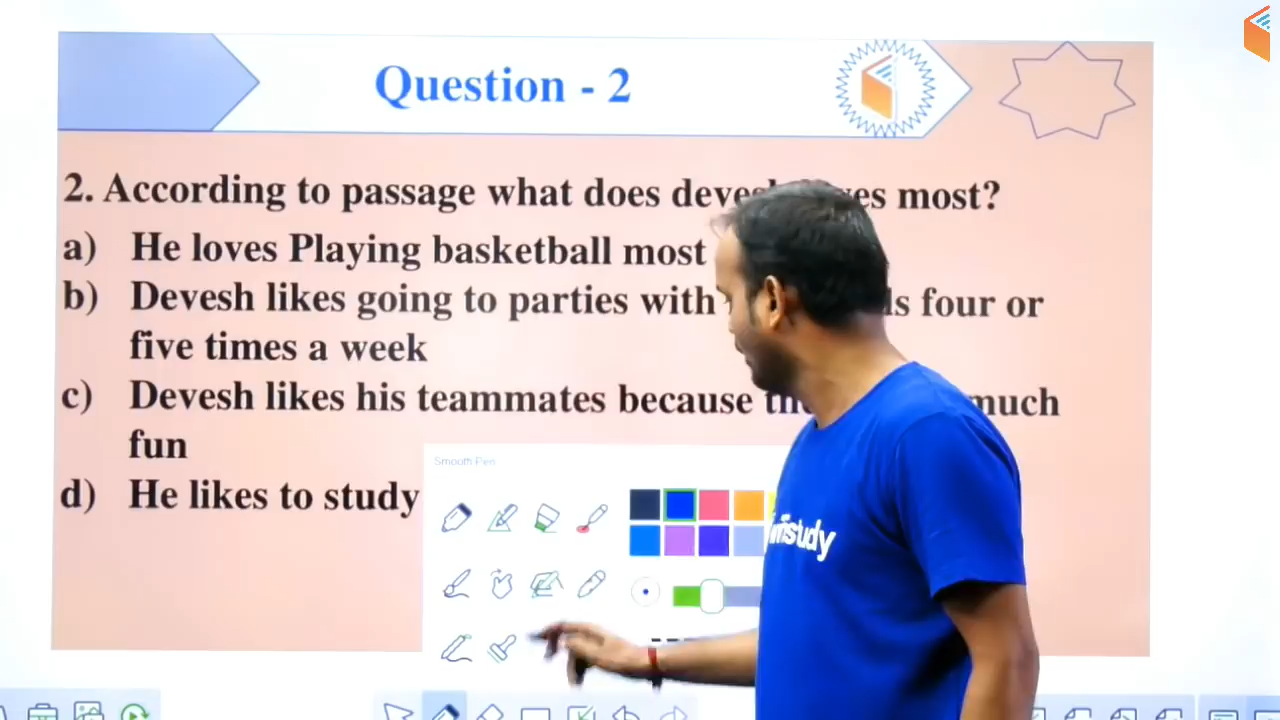 Question - 2
2. According to passage what does most?
a) He loves Playing basketball most
b) Devesh likes going to parties with four or
five times a week
c) Devesh likes his teammates because much
fun
d) He likes to study
Smooth Pen